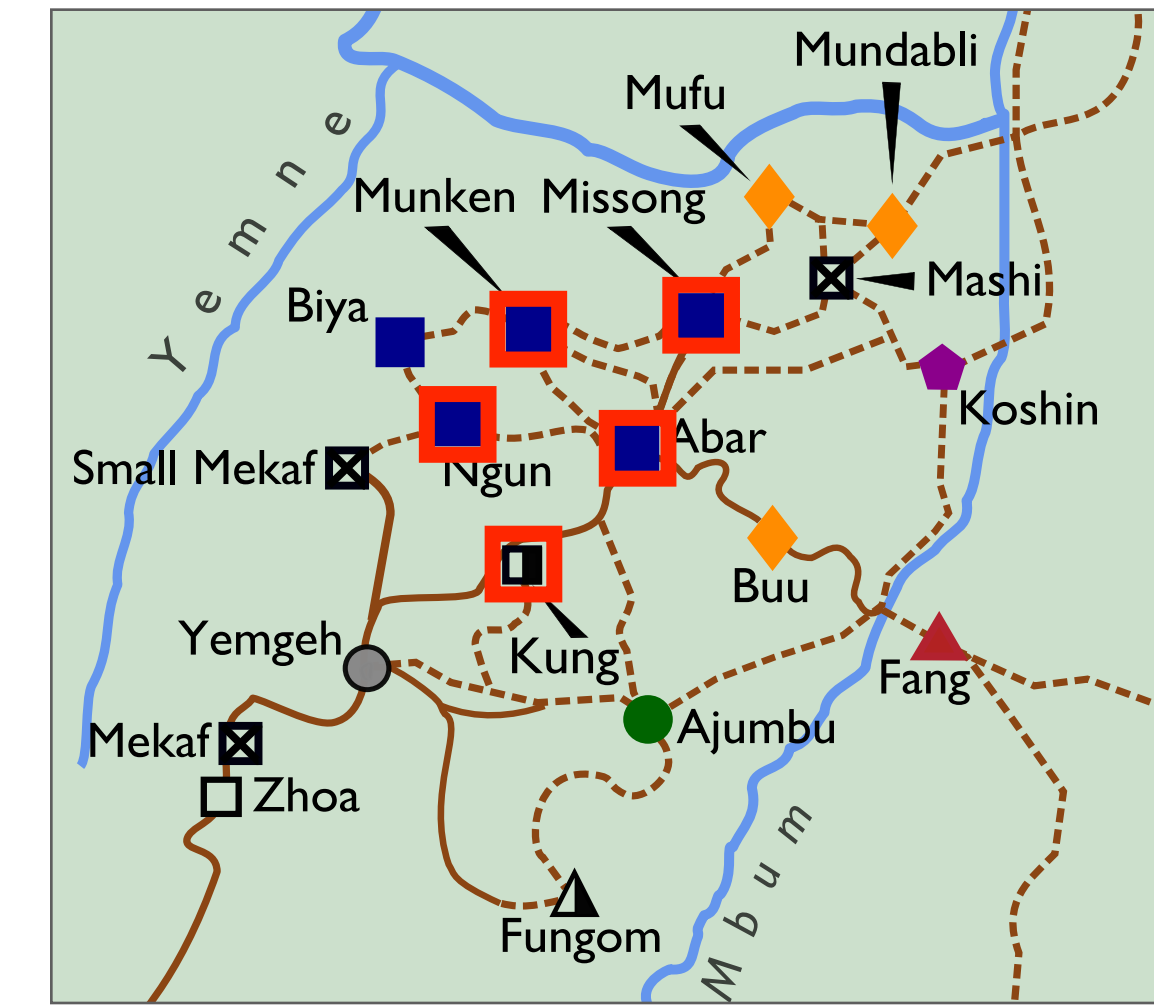 Mundabli
Mufu
Yemne
Munken
Missong
Mashi
Biya
Koshin
Abar
Small Mekaf
Ngun
Buu
Yemgeh
Kung
Fang
Mekaf
Ajumbu
Zhoa
Mbum
Fungom